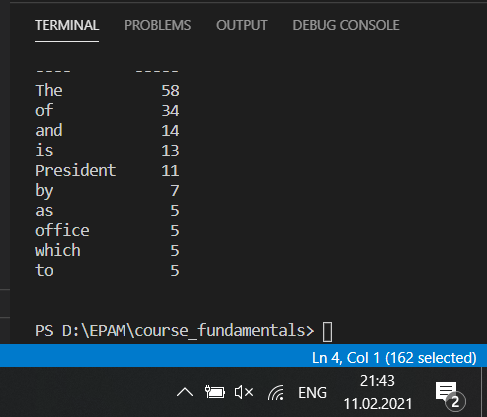 TERMINAL PROBLEMS OUTPUT DEBUG CONSOLE
---- -----
The 58
of 34
and 14
is 13
President 11
by 7
as 5
office 5
which 5
to 5
PS D:\EPAM\course_fundamentals>
Ln 4, Col 1 (162 selected)
ENG
21:43
11.02.2021
2